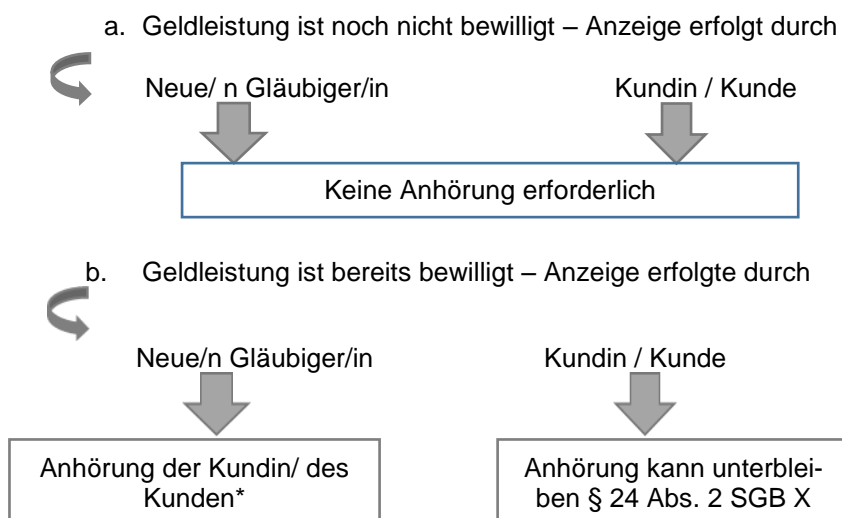 a. Geldleistung ist noch nicht bewilligt – Anzeige erfolgt durch
Neue/ n Gläubiger/in Kundin / Kunde
Keine Anhörung erforderlich
b. Geldleistung ist bereits bewilligt – Anzeige erfolgte durch
Neue/n Gläubiger/in Kundin / Kunde
Anhörung der Kundin/ des
Kunden*
Anhörung kann unterblei-
ben § 24 Abs. 2 SGB X